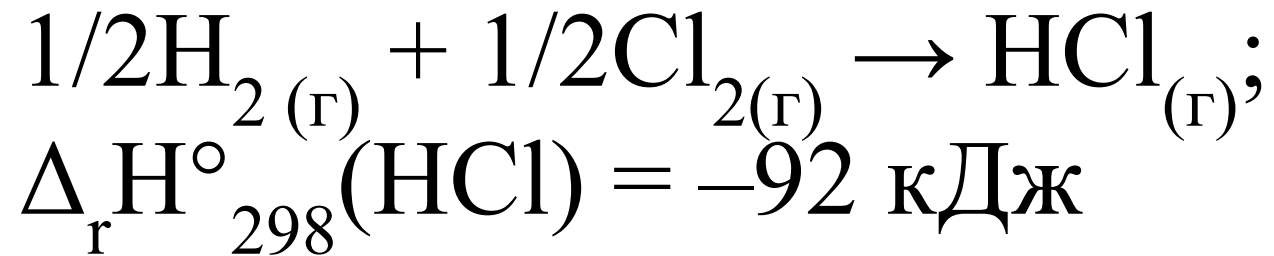 1/2H₂ (г) + 1/2Cl₂(г) → HCl(г);
ΔrH°₂₉₈(HCl) = –92 кДж